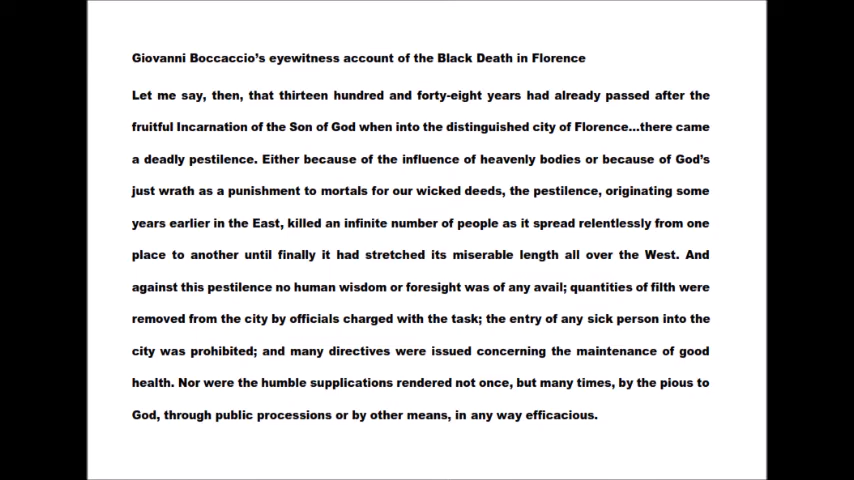 Giovanni Boccaccio's eyewitness account of the Black Death in Florence
Let me say, then, that thirteen hundred and forty-eight years had already passed after the
fruitful Incarnation of the Son of God when into the distinguished city of Florence...there came
a deadly pestilence. Either because of the influence of heavenly bodies or because of God's
just wrath as a punishment to mortals for our wicked deeds, the pestilence, originating some
years earlier in the East, killed an infinite number of people as it spread relentlessly from one
place to another until finally it had stretched its miserable length all over the West. And
against this pestilence no human wisdom or foresight was of any avail; quantities of filth were
removed from the city by officials charged with the task; the entry of any sick person into the
city was prohibited; and many directives were issued concerning the maintenance of good
health. Nor were the humble supplications rendered not once, but many times, by the pious to
God, through public processions or by other means, in any way efficacious.